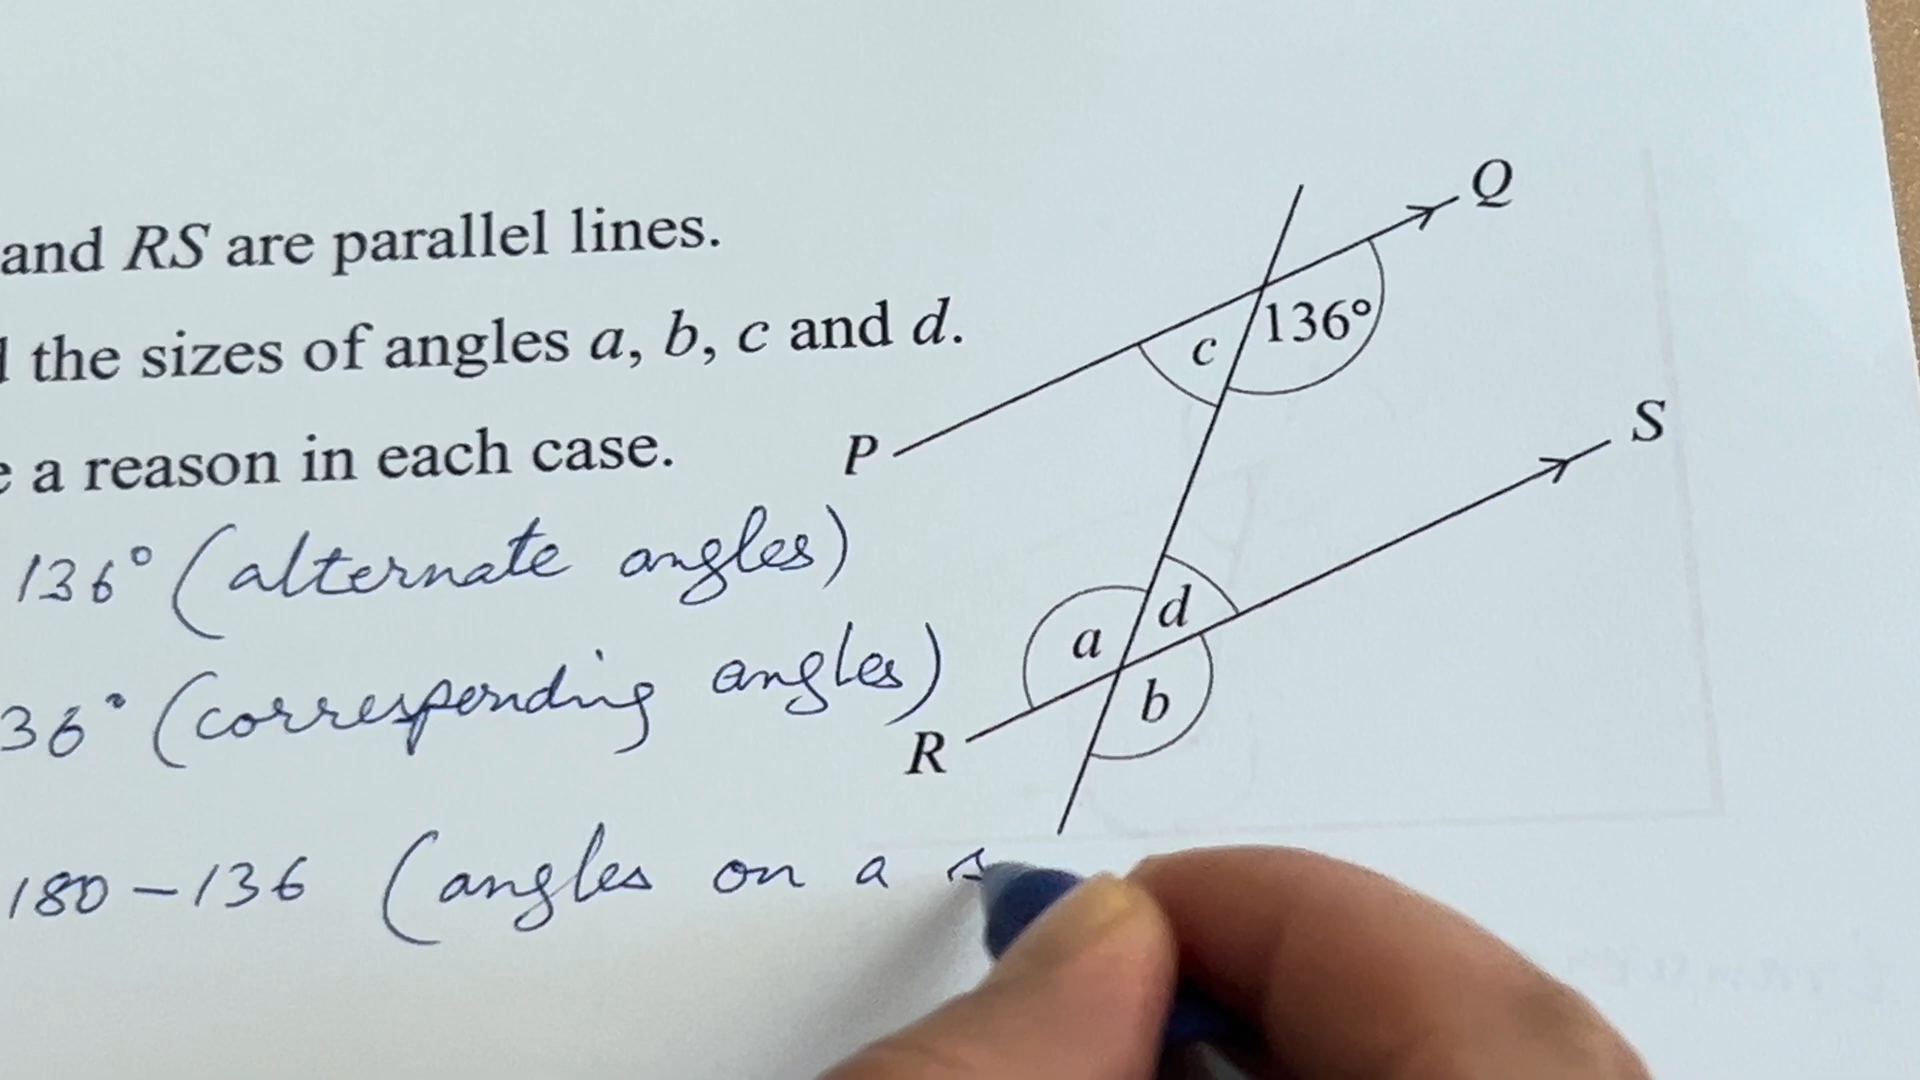 and RS are parallel lines.
the sizes of angles a, b, c and d.
a reason in each case.
136° (alternate angles)
36° (corresponding angles)
180 - 136 (angles on a s
Q
136°
c
P
S
d
a
b
R